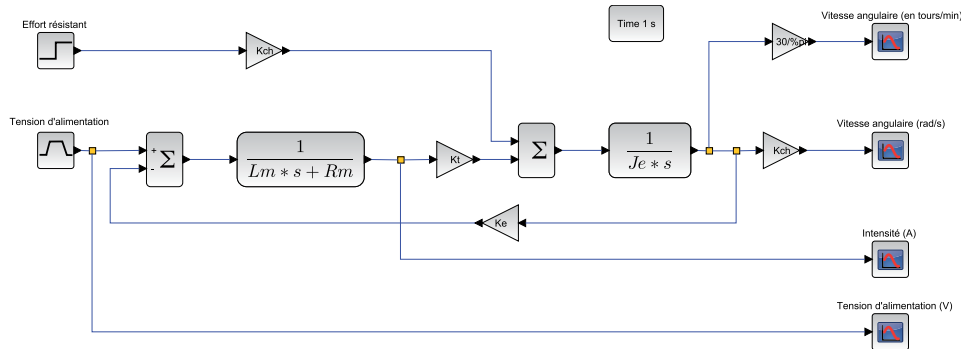 Effort résistant
Kch
Time 1 s
Vitesse angulaire (en tours/min)
30/%pi
Tension d'alimentation
+
-
Σ
1
Lm * s + Rm
Kt
Σ
1
Je * s
Kch
Vitesse angulaire (rad/s)
Ke
Intensité (A)
Tension d'alimentation (V)